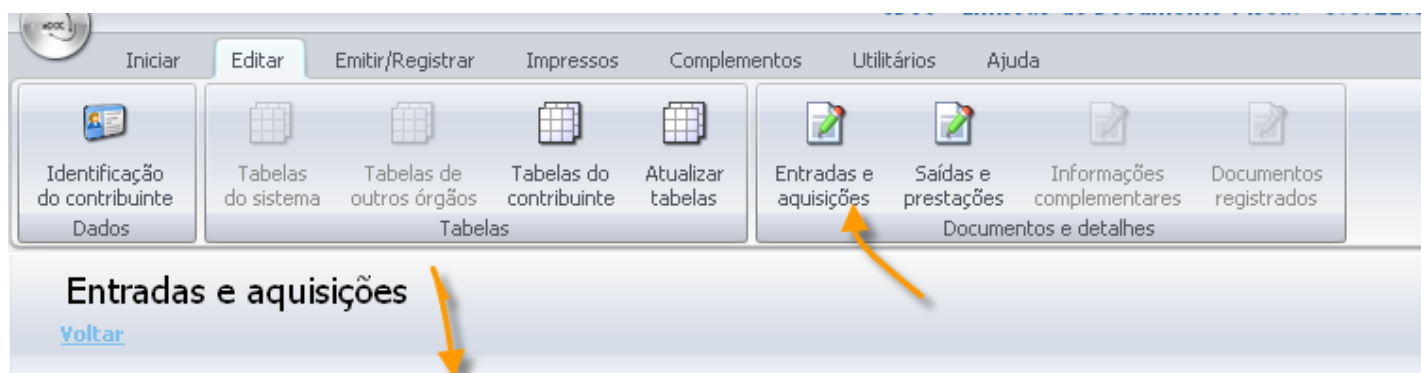 Iniciar Editar Emitir/Registrar Impressos Complementos Utilitários Ajuda
Identificação do contribuinte
Tabelas do sistema
Tabelas de outros órgãos
Tabelas do contribuinte
Atualizar tabelas
Entradas e aquisições
Saídas e prestações
Informações complementares
Documentos registrados
Dados Tabelas Documentos e detalhes
Entradas e aquisições
Voltar